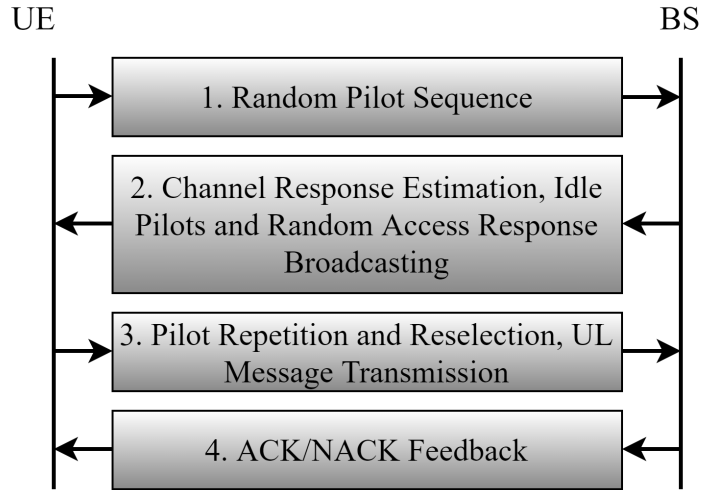 UE
BS
1. Random Pilot Sequence
2. Channel Response Estimation, Idle
Pilots and Random Access Response
Broadcasting
3. Pilot Repetition and Reselection, UL
Message Transmission
4. ACK/NACK Feedback